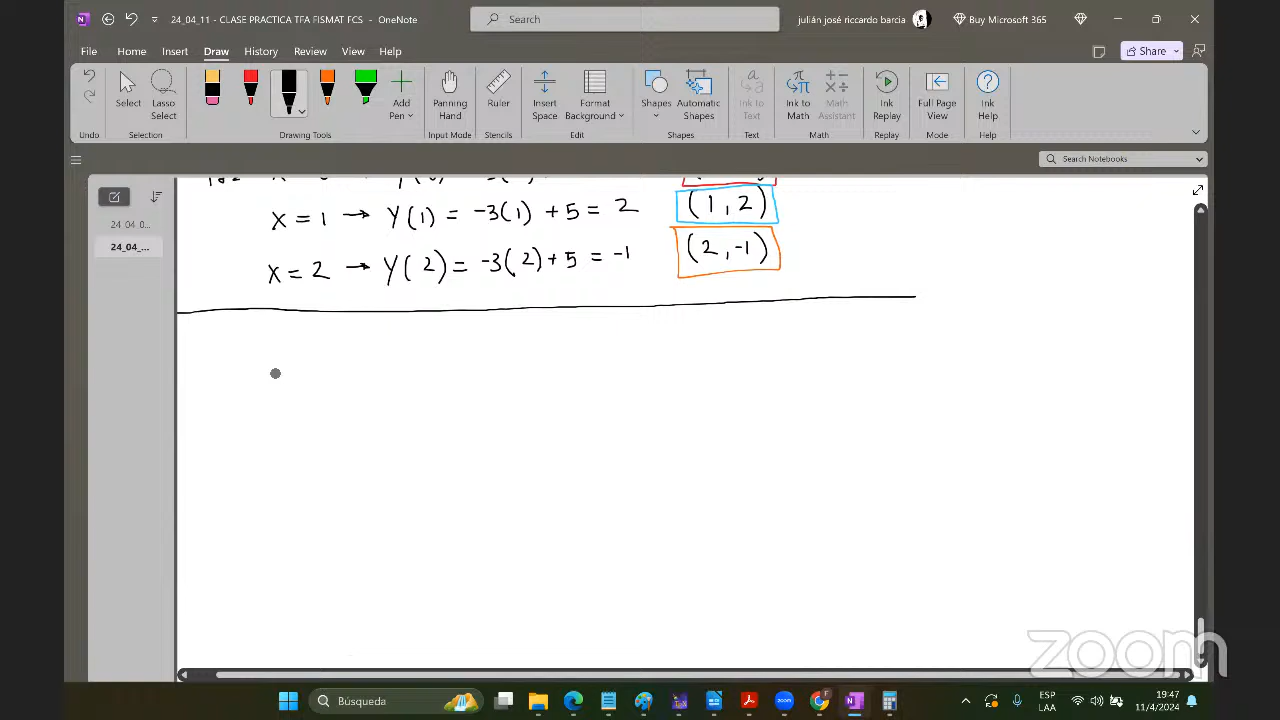 24_04_11 - CLASE PRACTICA TFA FISMAT FCS - OneNote
Search
julián josé riccardo barcia
Buy Microsoft 365
File Home Insert Draw History Review View Help
Share
Select
Lasso Select
Add Pen
Panning Hand
Ruler
Insert Space
Format Background
Shapes
Automatic Shapes
Ink to Text
Ink to Math
Math Assistant
Ink Replay
Full Page View
Ink Help
Undo Selection Drawing Tools Input Mode Stencils Edit Shapes Text Math Replay Mode Help
Search Notebooks
24_04_0...
24_04_...
x = 1 → y(1) = -3(1) + 5 = 2 (1, 2)
x = 2 → y(2) = -3(2) + 5 = -1 (2, -1)
zoom
Búsqueda
zoom
ESP
LAA
19:47
11/4/2024